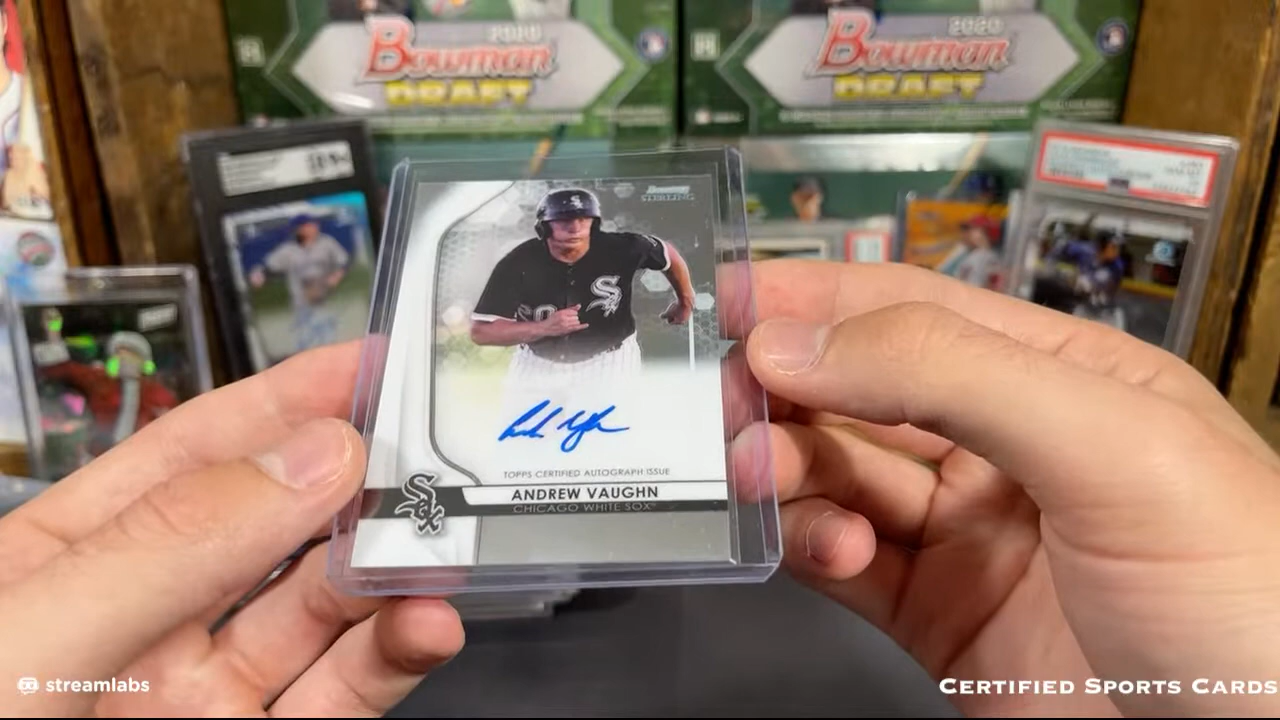 2020
Bowman
DRAFT
2020
Bowman
DRAFT
Bowman
STERLING
Sox
TOPPS CERTIFIED AUTOGRAPH ISSUE
ANDREW VAUGHN
CHICAGO WHITE SOX
Sox
streamlabs
CERTIFIED SPORTS CARDS